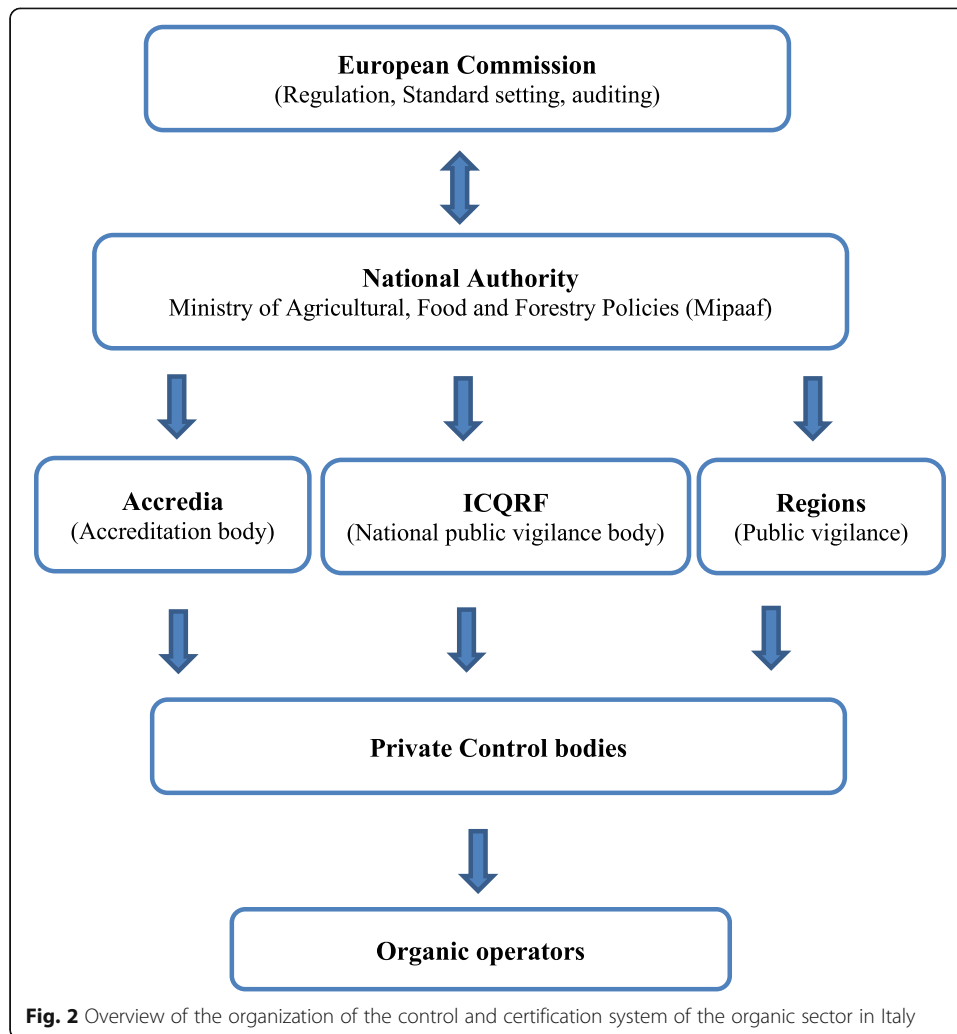 European Commission
(Regulation, Standard setting, auditing)
National Authority
Ministry of Agricultural, Food and Forestry Policies (Mipaaf)
Accredia
(Accreditation body)
ICQRF
(National public vigilance body)
Regions
(Public vigilance)
Private Control bodies
Organic operators
Fig. 2 Overview of the organization of the control and certification system of the organic sector in Italy